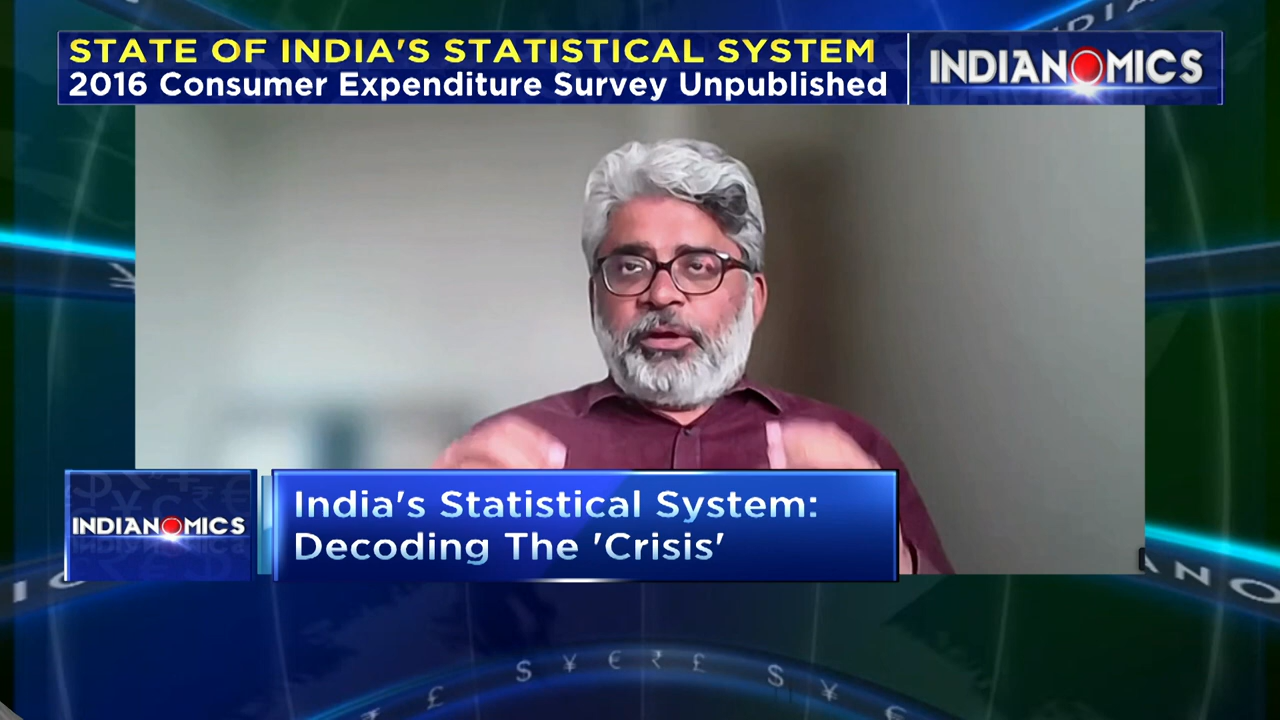 STATE OF INDIA'S STATISTICAL SYSTEM
2016 Consumer Expenditure Survey Unpublished
INDIANOMICS
INDIANOMICS
India's Statistical System:
Decoding The 'Crisis'
$ ¥ € ₹ £ $ ¥ €
£
₹